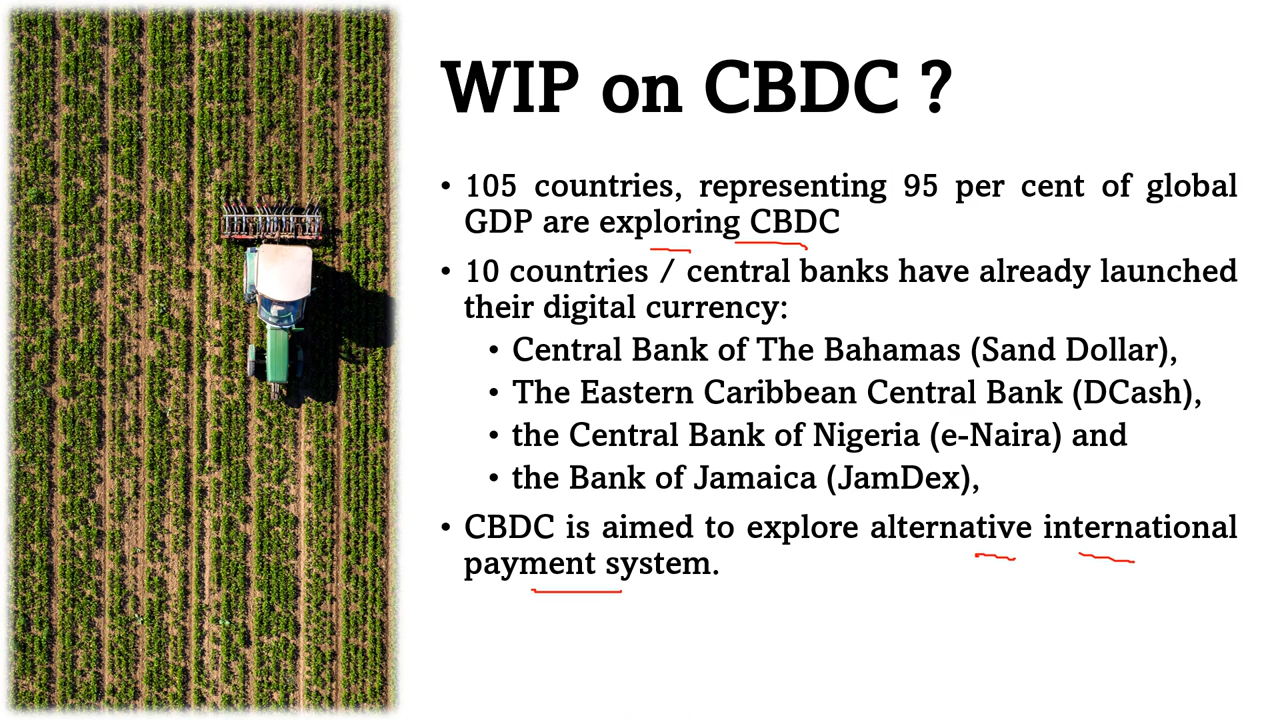 WIP on CBDC ?
• 105 countries, representing 95 per cent of global
GDP are exploring CBDC
• 10 countries / central banks have already launched
their digital currency:
• Central Bank of The Bahamas (Sand Dollar),
• The Eastern Caribbean Central Bank (DCash),
• the Central Bank of Nigeria (e-Naira) and
• the Bank of Jamaica (JamDex),
• CBDC is aimed to explore alternative international
payment system.